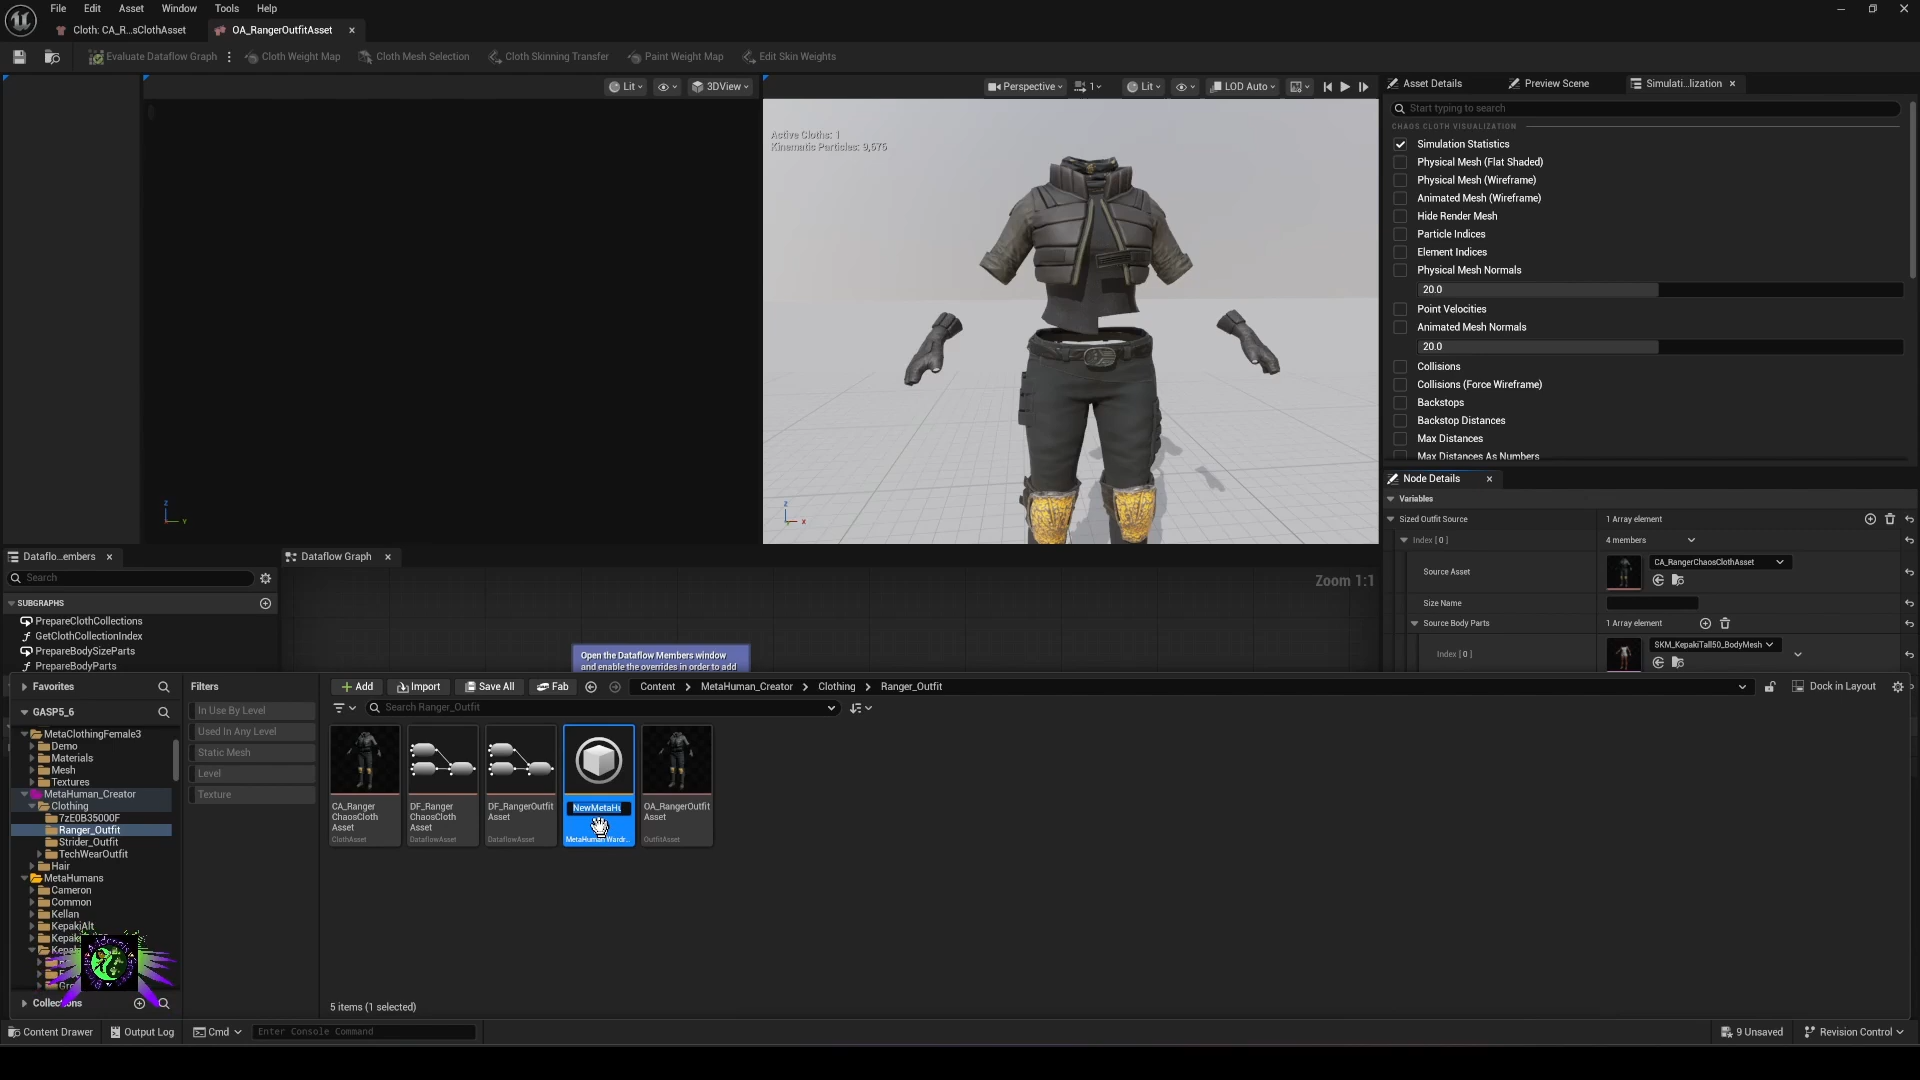 File Edit Asset Window Tools Help
Cloth: CA_R...sClothAsset
OA_RangerOutfitAsset
Evaluate Dataflow Graph
Cloth Weight Map
Cloth Mesh Selection
Cloth Skinning Transfer
Paint Weight Map
Edit Skin Weights
Lit
3DView
Perspective
1
Lit
LOD Auto
Asset Details
Preview Scene
Simulati...lization
Start typing to search
CHAOS CLOTH VISUALIZATION
Active Cloths: 1
Kinematic Particles: 9,575
Simulation Statistics
Physical Mesh (Flat Shaded)
Physical Mesh (Wireframe)
Animated Mesh (Wireframe)
Hide Render Mesh
Particle Indices
Element Indices
Physical Mesh Normals
20.0
Point Velocities
Animated Mesh Normals
20.0
Collisions
Collisions (Force Wireframe)
Backstops
Backstop Distances
Max Distances
Max Distances As Numbers
Node Details
Variables
Sized Outfit Source
1 Array element
Index [ 0 ]
4 members
Source Asset
CA_RangerChaosClothAsset
Size Name
Source Body Parts
1 Array element
Index [ 0 ]
SKM_KepakiTall50_BodyMesh
Z
Y
Z
X
Dataflo...embers
Dataflow Graph
Search
Zoom 1:1
SUBGRAPHS
PrepareClothCollections
GetClothCollectionIndex
PrepareBodySizeParts
PrepareBodyParts
Open the Dataflow Members window
and enable the overrides in order to add
Favorites
Filters
Add
Import
Save All
Fab
Content
MetaHuman_Creator
Clothing
Ranger_Outfit
Dock in Layout
GASP5_6
In Use By Level
Used In Any Level
Static Mesh
Level
Texture
Search Ranger_Outfit
MetaClothingFemale3
Demo
Materials
Mesh
Textures
MetaHuman_Creator
Clothing
7zE0B35000F
Ranger_Outfit
Strider_Outfit
TechWearOutfit
Hair
MetaHumans
Cameron
Common
Kellan
KepakiAlt
CA_Ranger
ChaosCloth
Asset
ClothAsset
DF_Ranger
ChaosCloth
Asset
DataflowAsset
DF_RangerOutfit
Asset
DataflowAsset
NewMetaHu
MetaHuman Wardr...
OA_RangerOutfit
Asset
OutfitAsset
Collections
5 items (1 selected)
Content Drawer
Output Log
Cmd
Enter Console Command
9 Unsaved
Revision Control